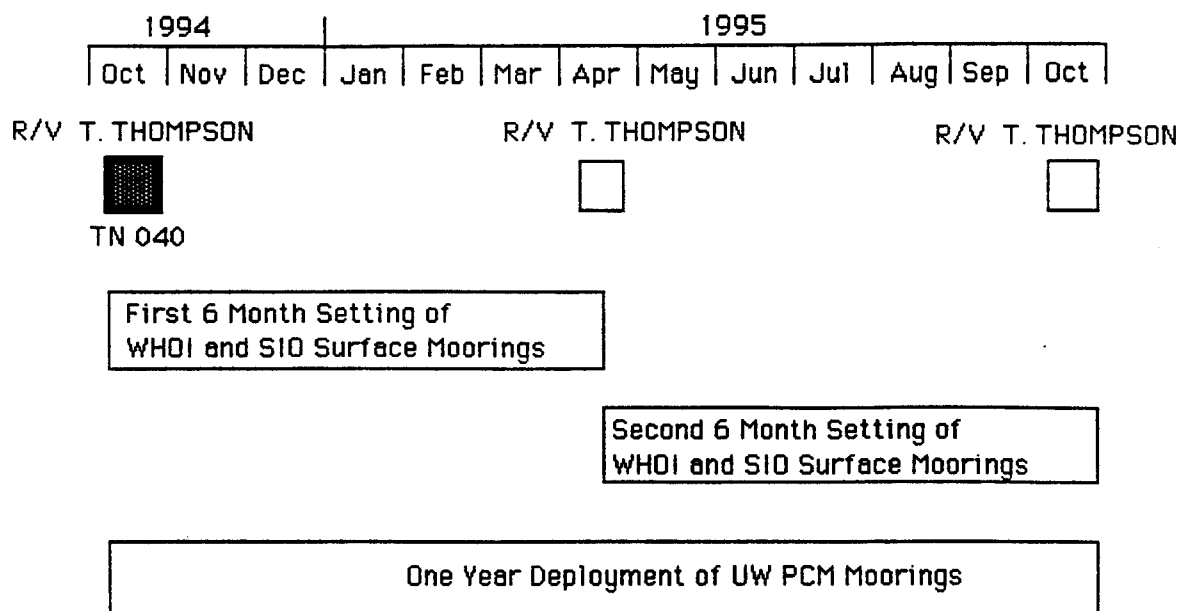 1994 1995
Oct Nov Dec Jan Feb Mar Apr May Jun Jul Aug Sep Oct
R/V T. THOMPSON R/V T. THOMPSON R/V T. THOMPSON
TN 040
First 6 Month Setting of
WHOI and SIO Surface Moorings
Second 6 Month Setting of
WHOI and SIO Surface Moorings
One Year Deployment of UW PCM Moorings